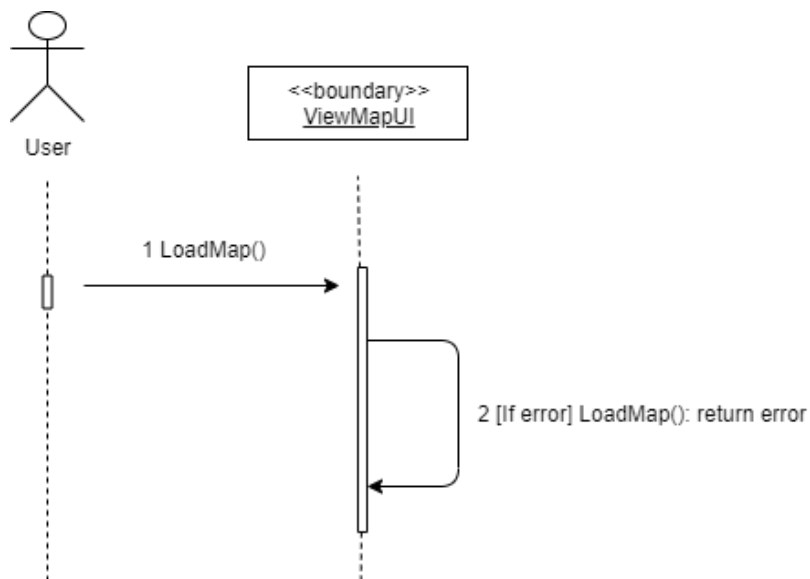 <<boundary>>
ViewMapUI
User
1 LoadMap()
2 [If error] LoadMap(): return error